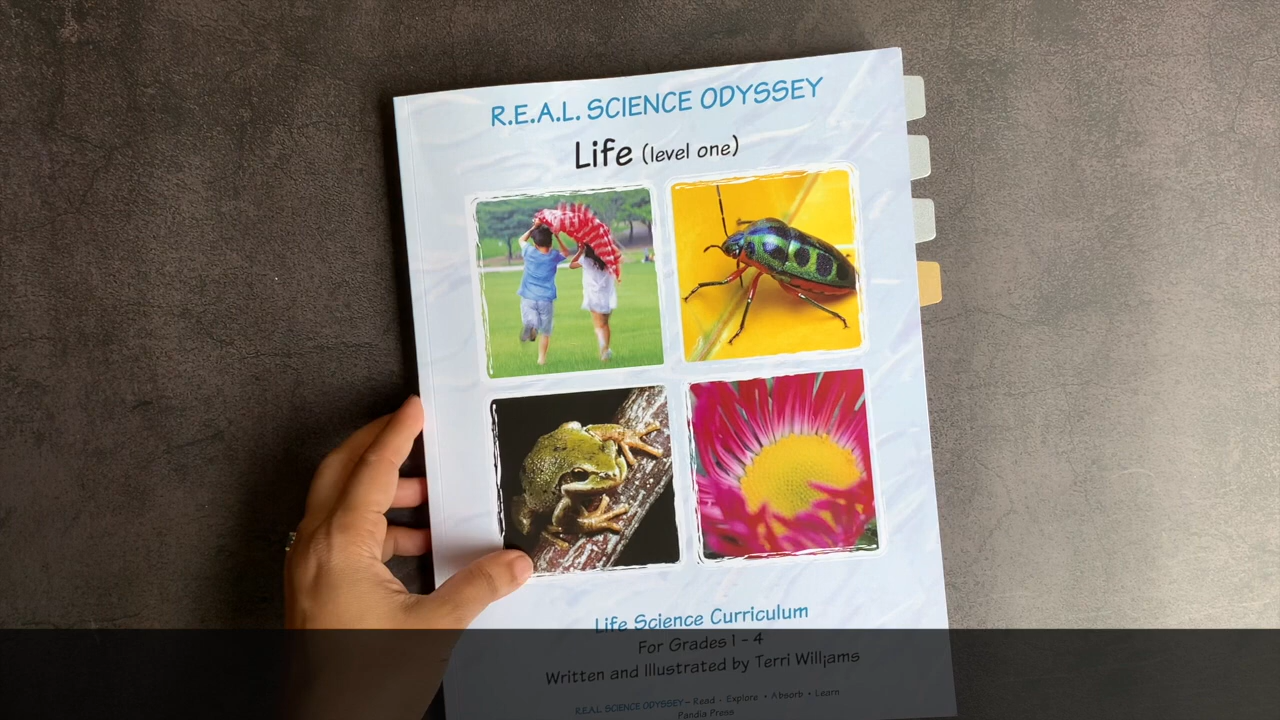 R.E.A.L. SCIENCE ODYSSEY
Life (level one)
Life Science Curriculum
For Grades 1 - 4
Written and Illustrated by Terri Williams
R.E.A.L. SCIENCE ODYSSEY - Read • Explore • Absorb • Learn
Pandia Press